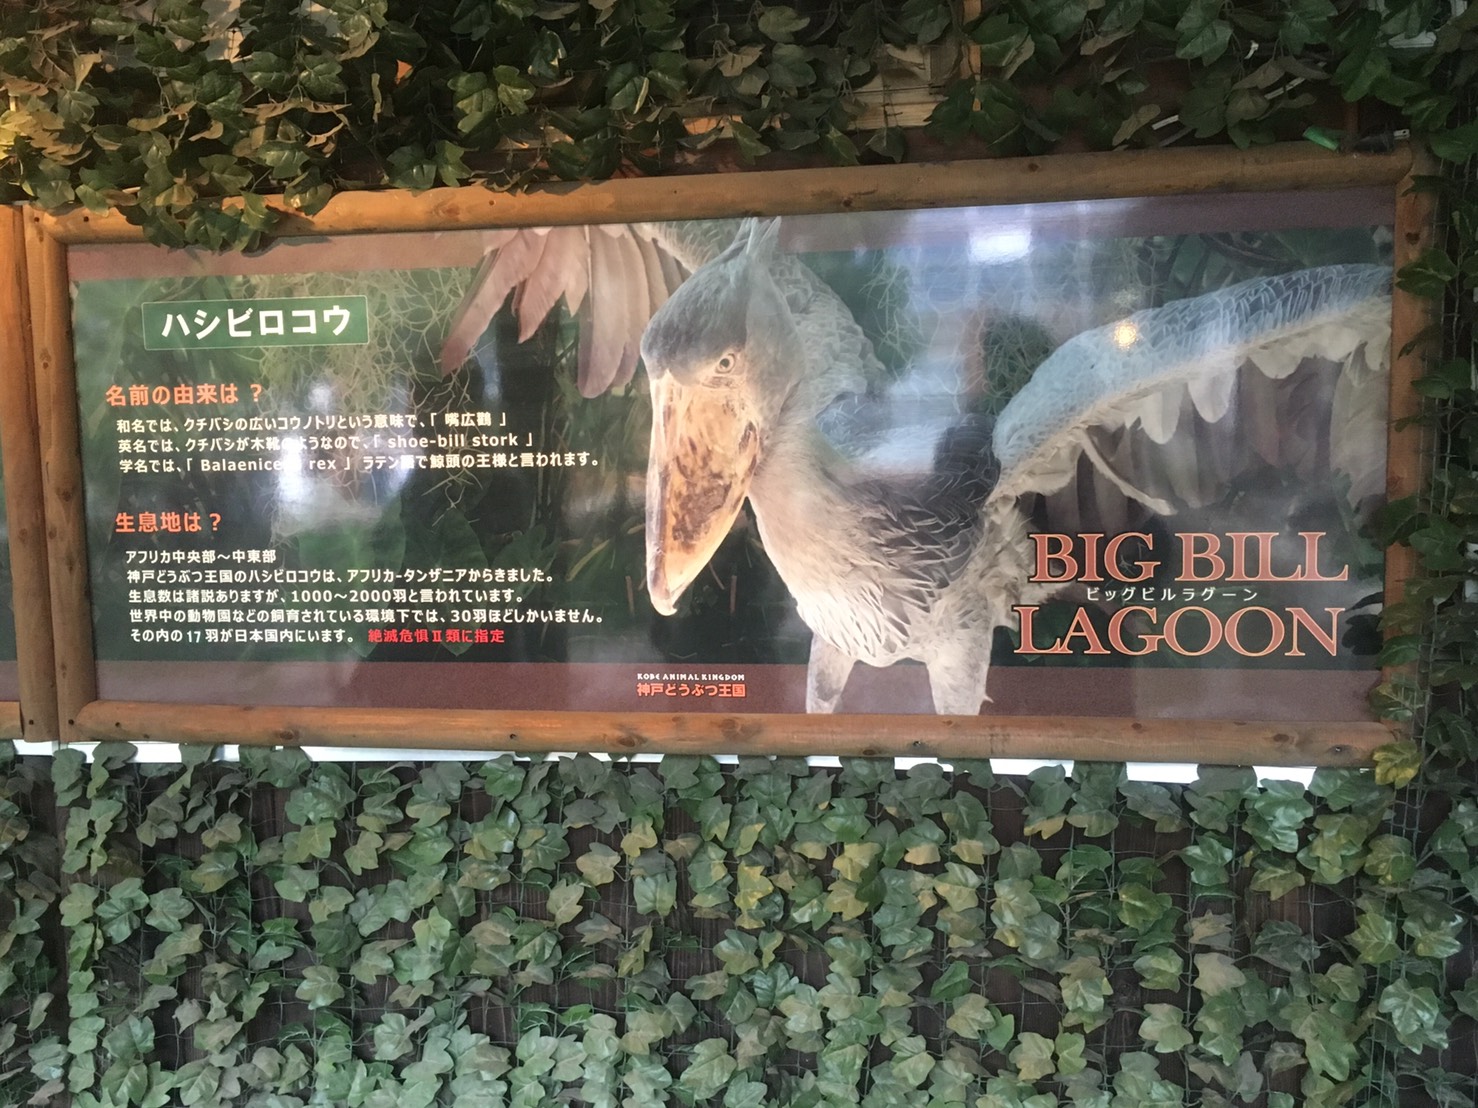 ハシビロコウ
名前の由来は ?
和名では、クチバシの広いコウノトリという意味で、「 嘴広鸛 」
英名では、クチバシが木靴のようなので、「 shoe-bill stork 」
学名では、「 Balaenice rex 」 ラテン語で鯨頭の王様と言われます。
生息地は ?
アフリカ中央部～中東部
神戸どうぶつ王国のハシビロコウは、アフリカ-タンザニアからきました。
生息数は諸説ありますが、1000～2000羽と言われています。
世界中の動物園などの飼育されている環境下では、30羽ほどしかいません。
その内の17羽が日本国内にいます。 絶滅危惧Ⅱ類に指定
BIG BILL
ビッグビルラグーン
LAGOON
KOBE ANIMAL KINGDOM
神戸どうぶつ王国